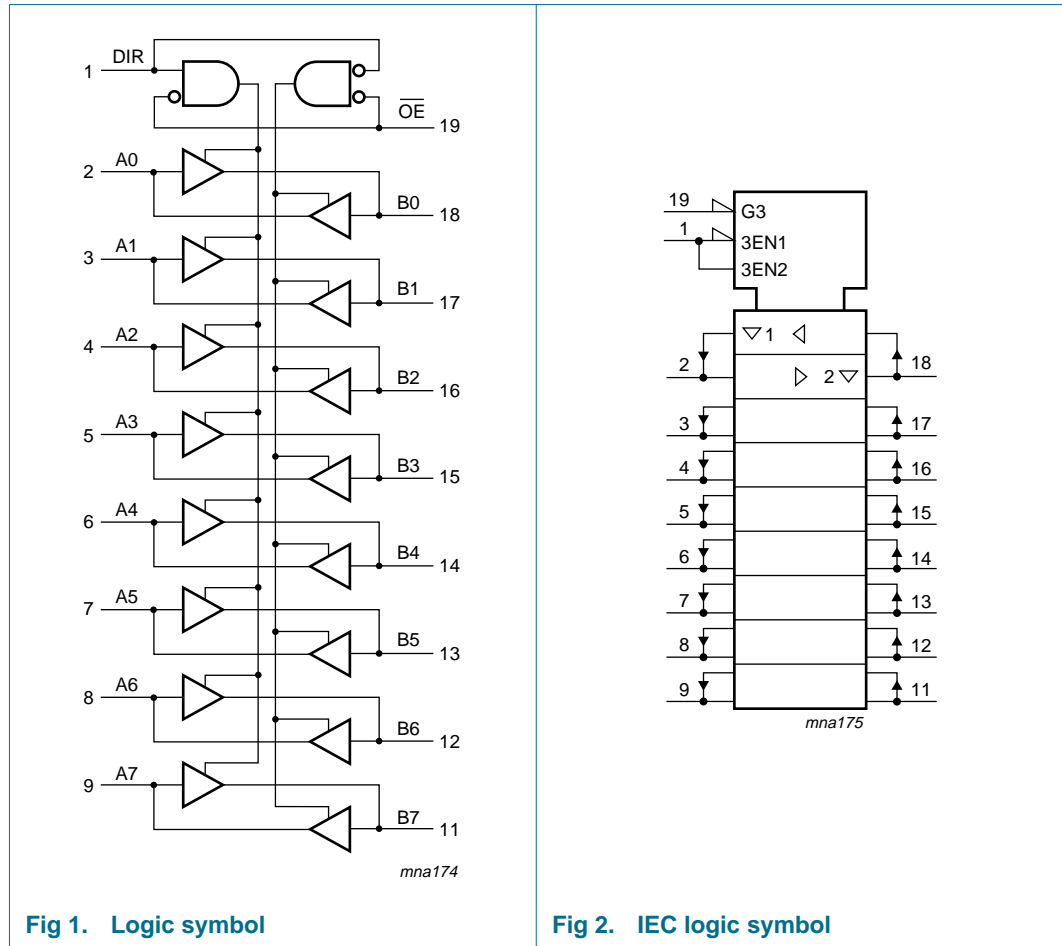 DIR
1
OE
19
2 A0
B0
18
3 A1
B1
17
4 A2
B2
16
5 A3
B3
15
6 A4
B4
14
7 A5
B5
13
8 A6
B6
12
9 A7
B7
11
mna174
Fig 1. Logic symbol
19
G3
1
3EN1
3EN2
1
2
2
18
3
17
4
16
5
15
6
14
7
13
8
12
9
11
mna175
Fig 2. IEC logic symbol